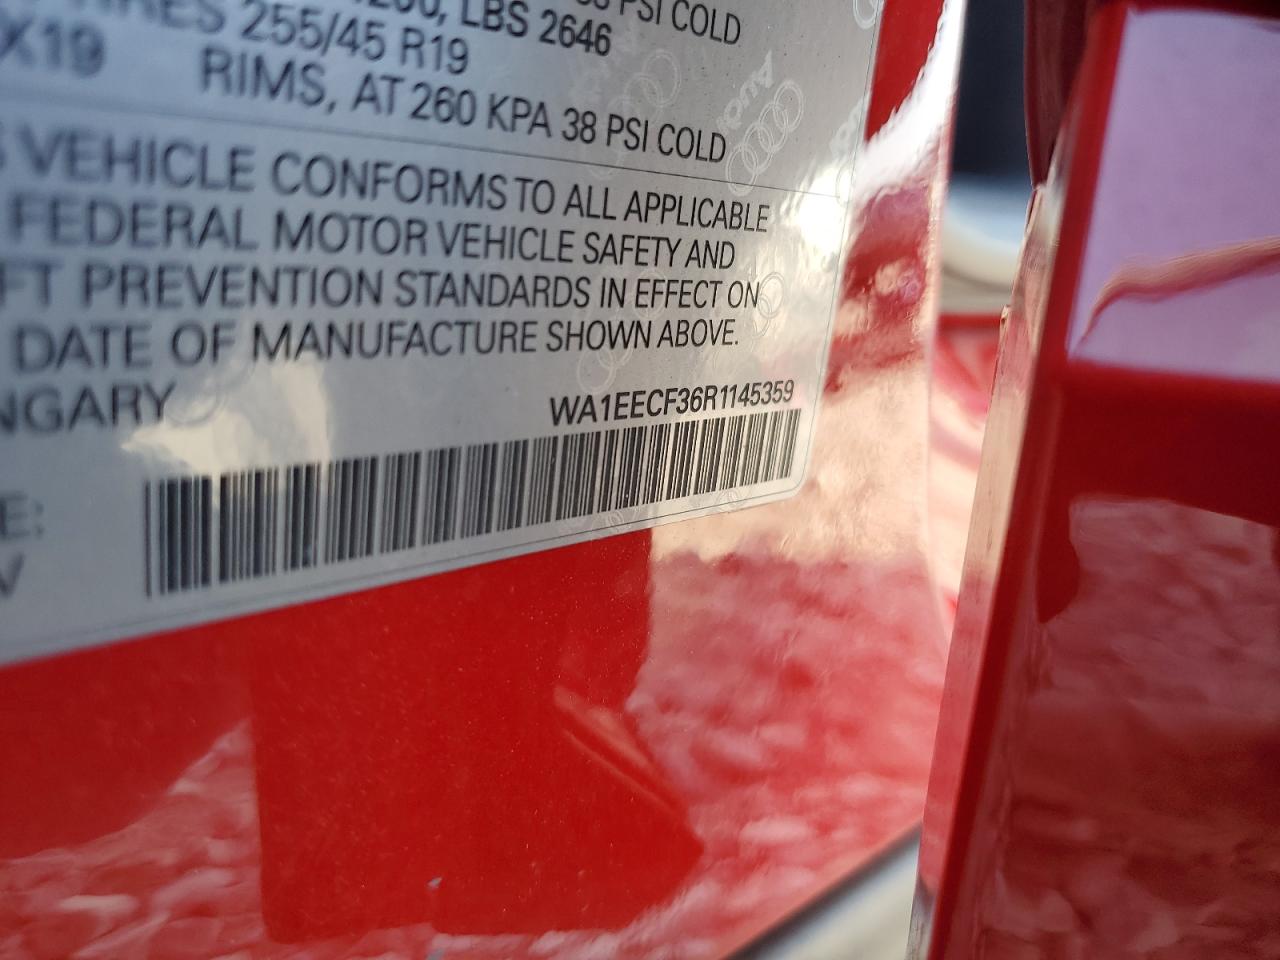 PSI COLD
LBS 2646
255/45 R19
X19 RIMS, AT 260 KPA 38 PSI COLD
VEHICLE CONFORMS TO ALL APPLICABLE
FEDERAL MOTOR VEHICLE SAFETY AND
FT PREVENTION STANDARDS IN EFFECT ON
DATE OF MANUFACTURE SHOWN ABOVE.
NGARY
WA1EECF36R1145359
E:
V
Audi